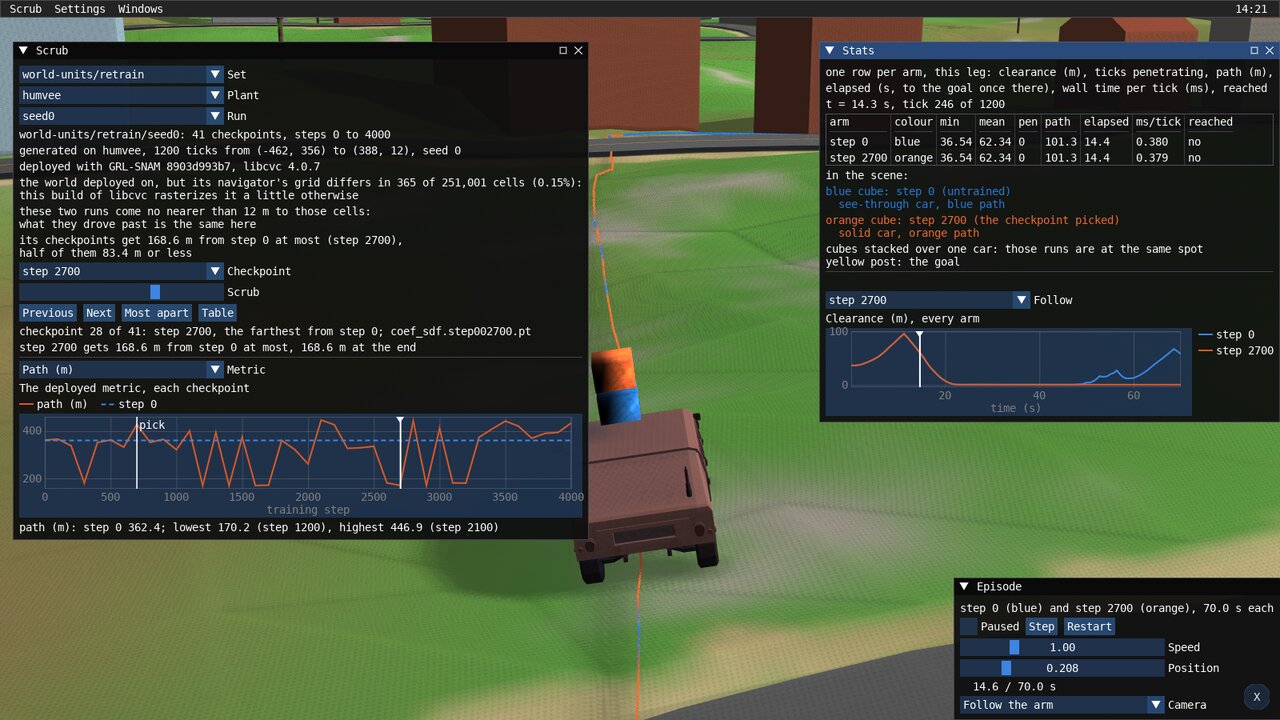 Scrub Settings Windows 14:21
Scrub
world-units/retrain Set
humvee Plant
seed0 Run
world-units/retrain/seed0: 41 checkpoints, steps 0 to 4000
generated on humvee, 1200 ticks from (-462, 356) to (388, 12), seed 0
deployed with GRL-SNAM 8903d993b7, libcvc 4.0.7
the world deployed on, but its navigator's grid differs in 365 of 251,001 cells (0.15%):
this build of libcvc rasterizes it a little otherwise
these two runs come no nearer than 12 m to those cells:
what they drove past is the same here
its checkpoints get 168.6 m from step 0 at most (step 2700),
half of them 83.4 m or less
step 2700 Checkpoint
Scrub
Previous Next Most apart Table
checkpoint 28 of 41: step 2700, the farthest from step 0; coef_sdf.step002700.pt
step 2700 gets 168.6 m from step 0 at most, 168.6 m at the end
Path (m) Metric
The deployed metric, each checkpoint
path (m) step 0
pick
400
200
0 500 1000 1500 2000 2500 3000 3500 4000
training step
path (m): step 0 362.4; lowest 170.2 (step 1200), highest 446.9 (step 2100)
Stats
one row per arm, this leg: clearance (m), ticks penetrating, path (m),
elapsed (s, to the goal once there), wall time per tick (ms), reached
t = 14.3 s, tick 246 of 1200
arm colour min mean pen path elapsed ms/tick reached
step 0 blue 36.54 62.34 0 101.3 14.4 0.380 no
step 2700 orange 36.54 62.34 0 101.3 14.4 0.379 no
in the scene:
blue cube: step 0 (untrained)
see-through car, blue path
orange cube: step 2700 (the checkpoint picked)
solid car, orange path
cubes stacked over one car: those runs are at the same spot
yellow post: the goal
step 2700 Follow
Clearance (m), every arm
100
0
20 40 60
time (s)
step 0
step 2700
Episode
step 0 (blue) and step 2700 (orange), 70.0 s each
Paused Step Restart
1.00 Speed
0.208 Position
14.6 / 70.0 s
Follow the arm Camera
X